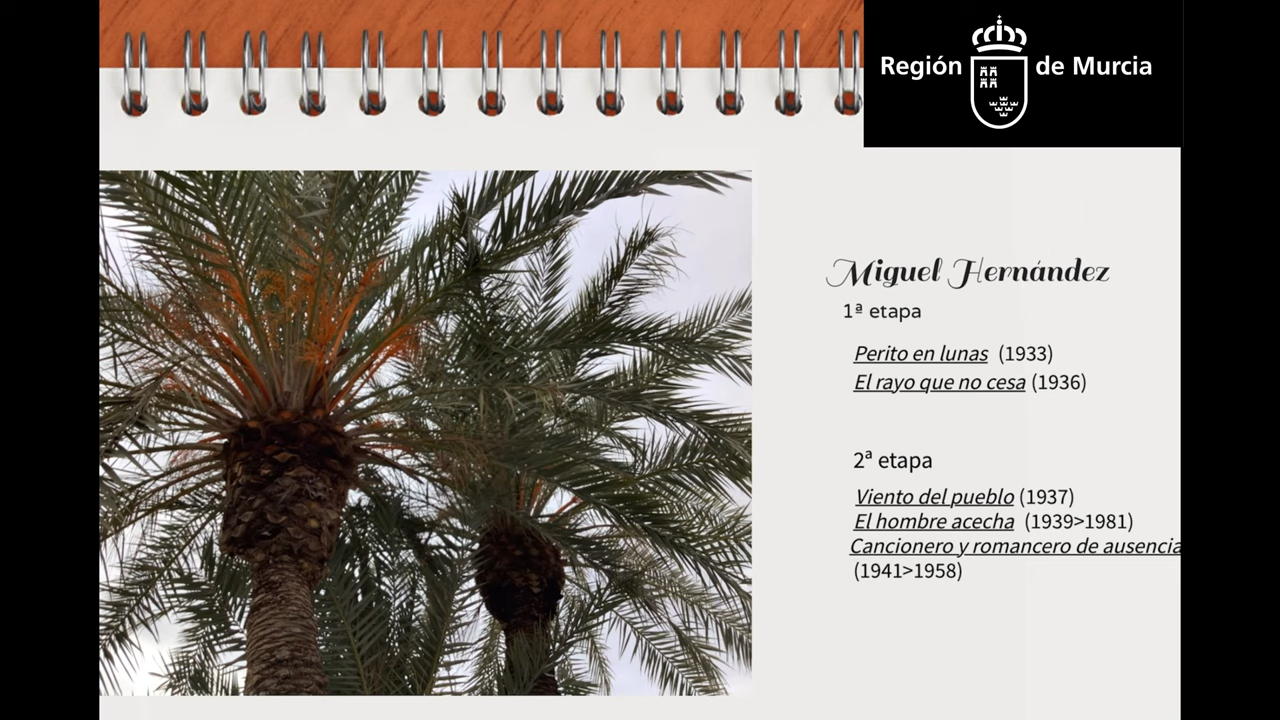 Región de Murcia
Miguel Hernández
1ª etapa
Perito en lunas (1933)
El rayo que no cesa (1936)
2ª etapa
Viento del pueblo (1937)
El hombre acecha (1939>1981)
Cancionero y romancero de ausencia
(1941>1958)